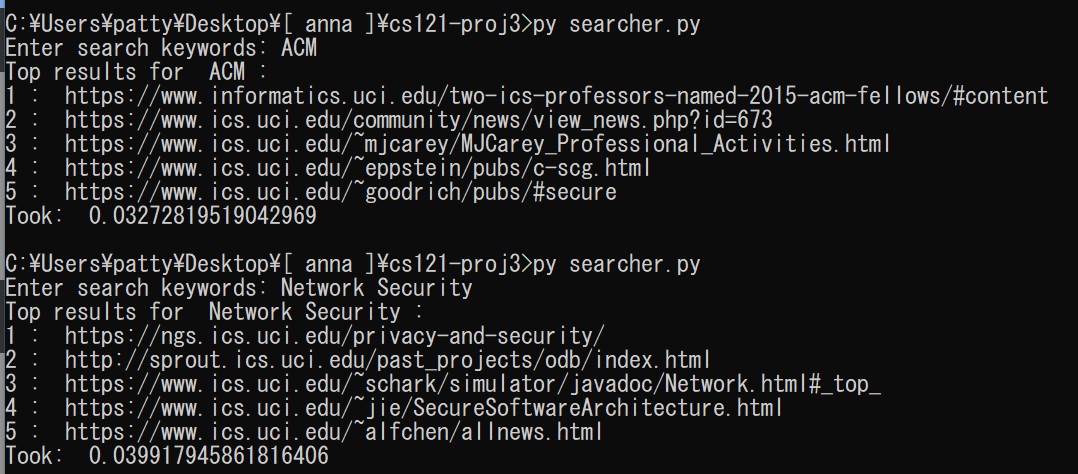 C:¥Users¥patty¥Desktop¥[ anna ]¥cs121-proj3>py searcher.py
Enter search keywords: ACM
Top results for  ACM :
1 :  https://www.informatics.uci.edu/two-ics-professors-named-2015-acm-fellows/#content
2 :  https://www.ics.uci.edu/community/news/view_news.php?id=673
3 :  https://www.ics.uci.edu/~mjcarey/MJCarey_Professional_Activities.html
4 :  https://www.ics.uci.edu/~eppstein/pubs/c-scg.html
5 :  https://www.ics.uci.edu/~goodrich/pubs/#secure
Took:  0.03272819519042969
C:¥Users¥patty¥Desktop¥[ anna ]¥cs121-proj3>py searcher.py
Enter search keywords: Network Security
Top results for  Network Security :
1 :  https://ngs.ics.uci.edu/privacy-and-security/
2 :  http://sprout.ics.uci.edu/past_projects/odb/index.html
3 :  https://www.ics.uci.edu/~schark/simulator/javadoc/Network.html#_top_
4 :  https://www.ics.uci.edu/~jie/SecureSoftwareArchitecture.html
5 :  https://www.ics.uci.edu/~alfchen/allnews.html
Took:  0.039917945861816406